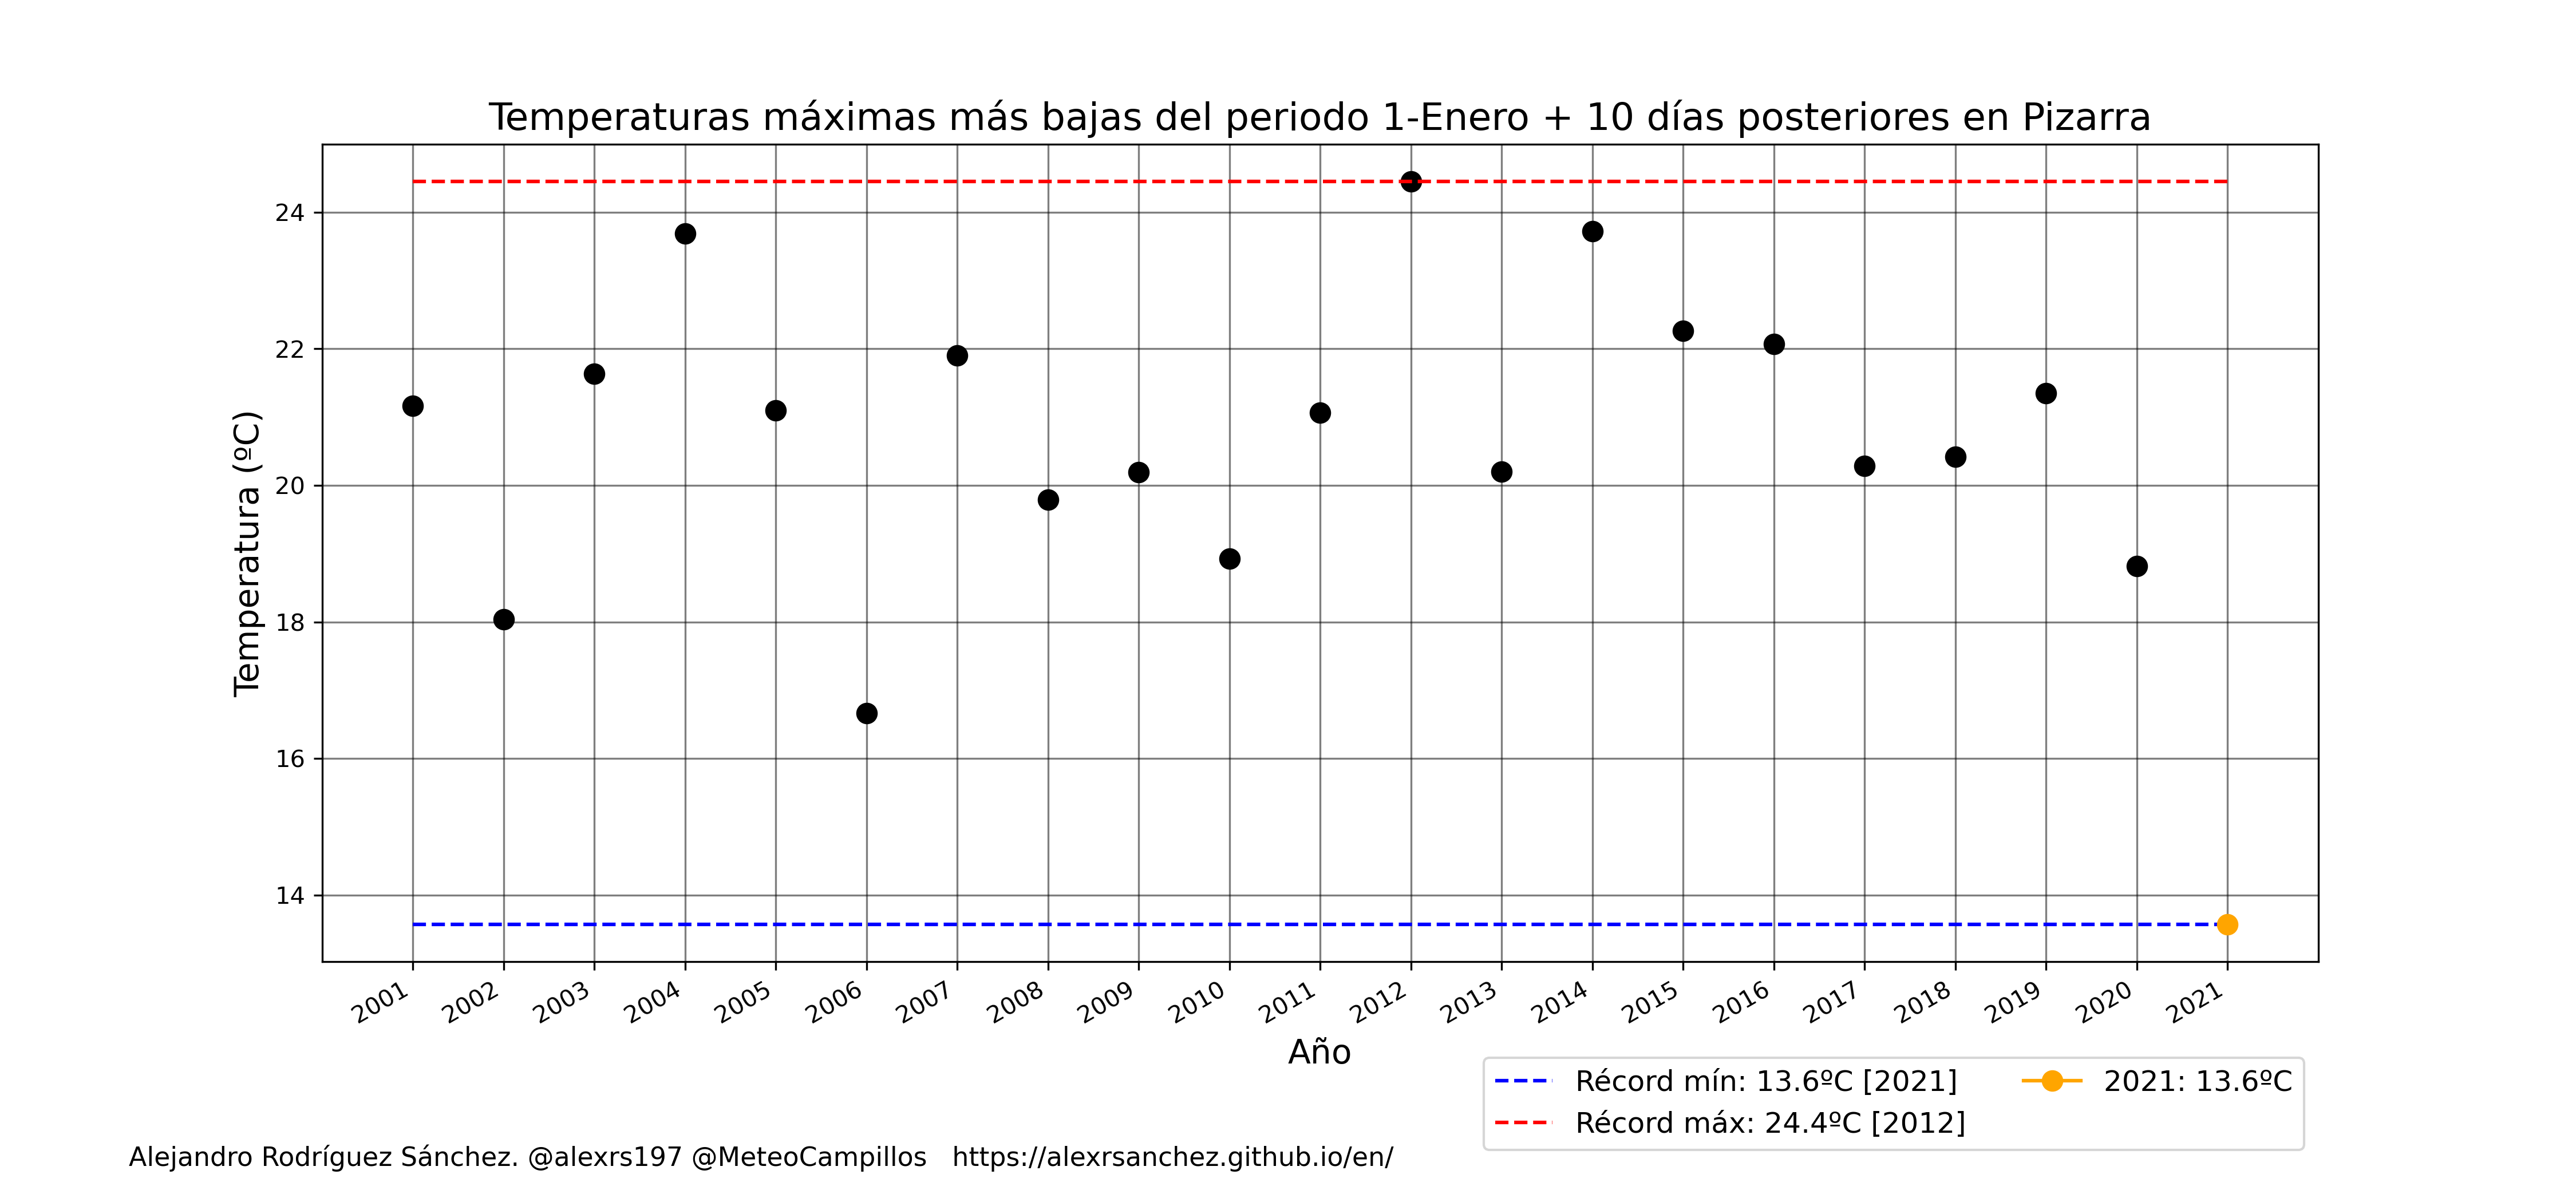 Temperaturas máximas más bajas del periodo 1-Enero + 10 días posteriores en Pizarra
Temperatura (ºC)
24
22
20
18
16
14
2001 2002 2003 2004 2005 2006 2007 2008 2009 2010 2011 2012 2013 2014 2015 2016 2017 2018 2019 2020 2021
Año
Récord mín: 13.6ºC [2021]
Récord máx: 24.4ºC [2012]
2021: 13.6ºC
Alejandro Rodríguez Sánchez. @alexrs197 @MeteoCampillos https://alexrsanchez.github.io/en/